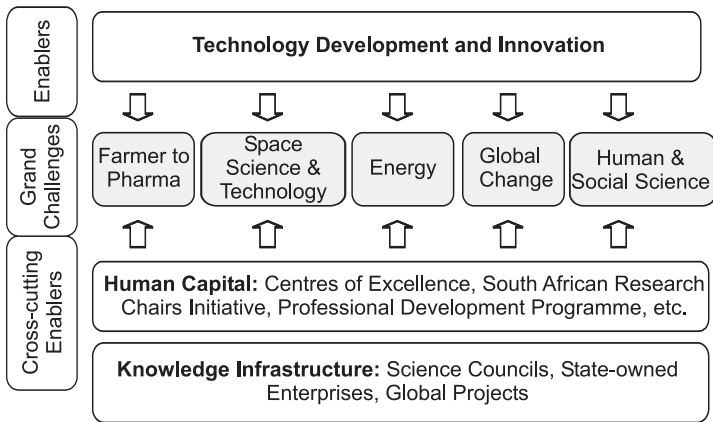 Enablers
Technology Development and Innovation
Grand
Challenges
Farmer to
Pharma
Space
Science &
Technology
Energy
Global
Change
Human &
Social Science
Cross-cutting
Enablers
Human Capital: Centres of Excellence, South African Research
Chairs Initiative, Professional Development Programme, etc.
Knowledge Infrastructure: Science Councils, State-owned
Enterprises, Global Projects